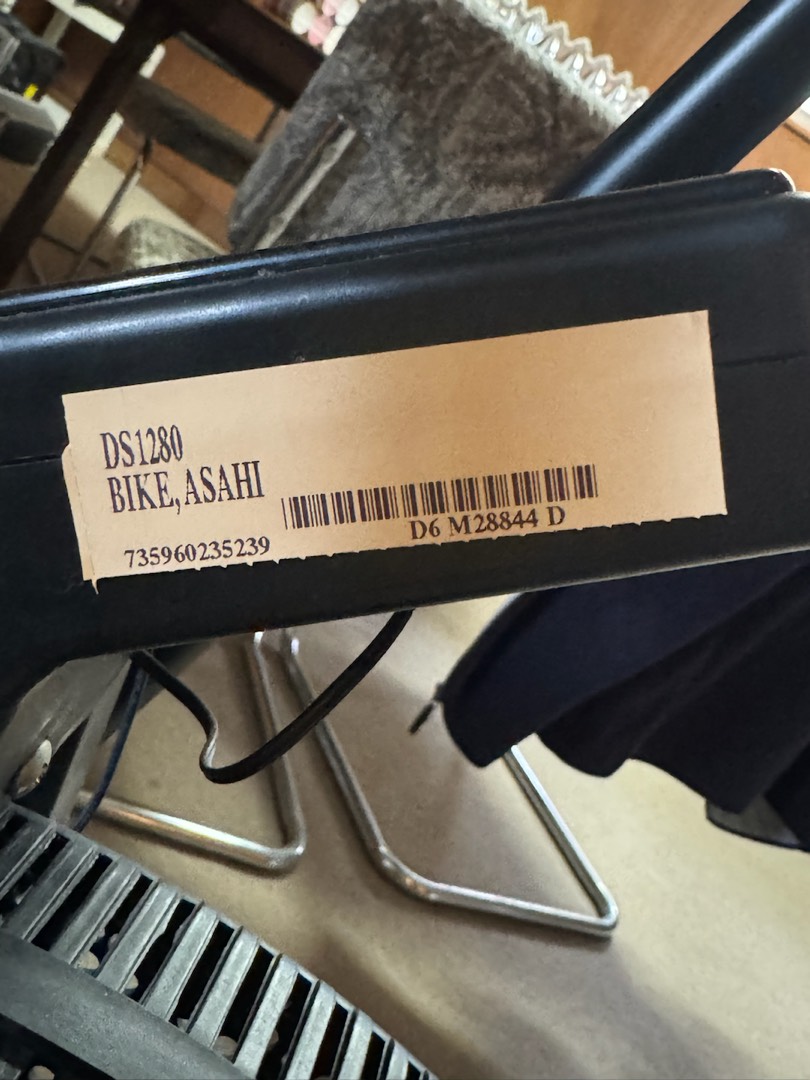 DS1280
BIKE, ASAHI
735960235239
D6 M28844 D